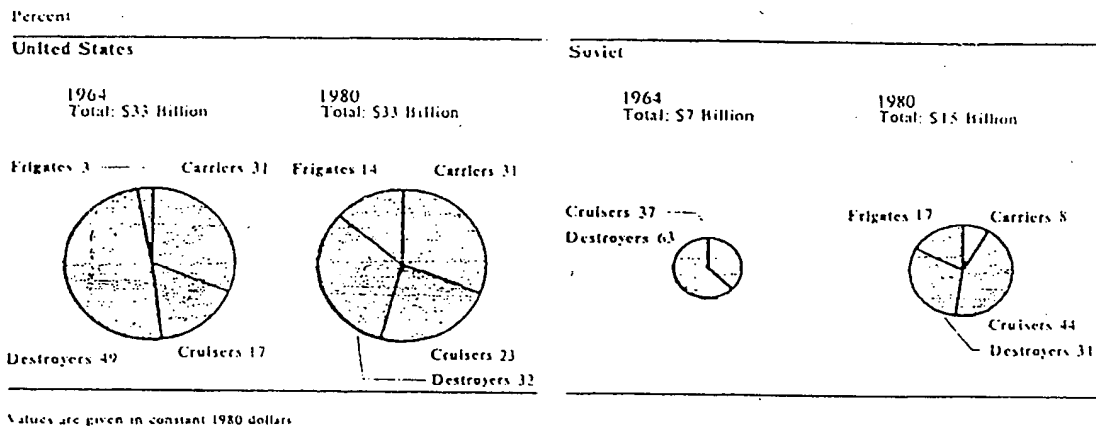 Percent
United States
1964
Total: $33 Billion
1980
Total: $33 Billion
Frigates 3
Carriers 31
Destroyers 49
Cruisers 17
Frigates 14
Carriers 31
Cruisers 23
Destroyers 32
Soviet
1964
Total: $7 Billion
1980
Total: $15 Billion
Cruisers 37
Destroyers 63
Frigates 17
Carriers 8
Cruisers 44
Destroyers 31
Values are given in constant 1980 dollars